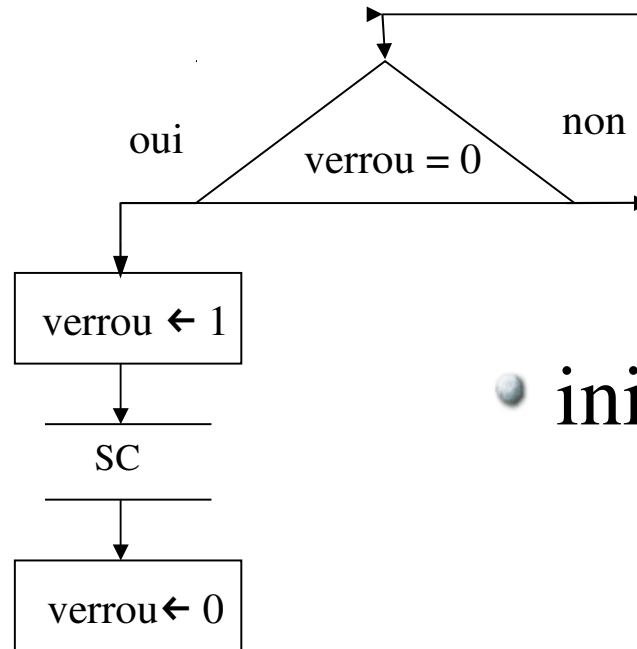 oui
non
verrou = 0
verrou ← 1
SC
verrou ← 0